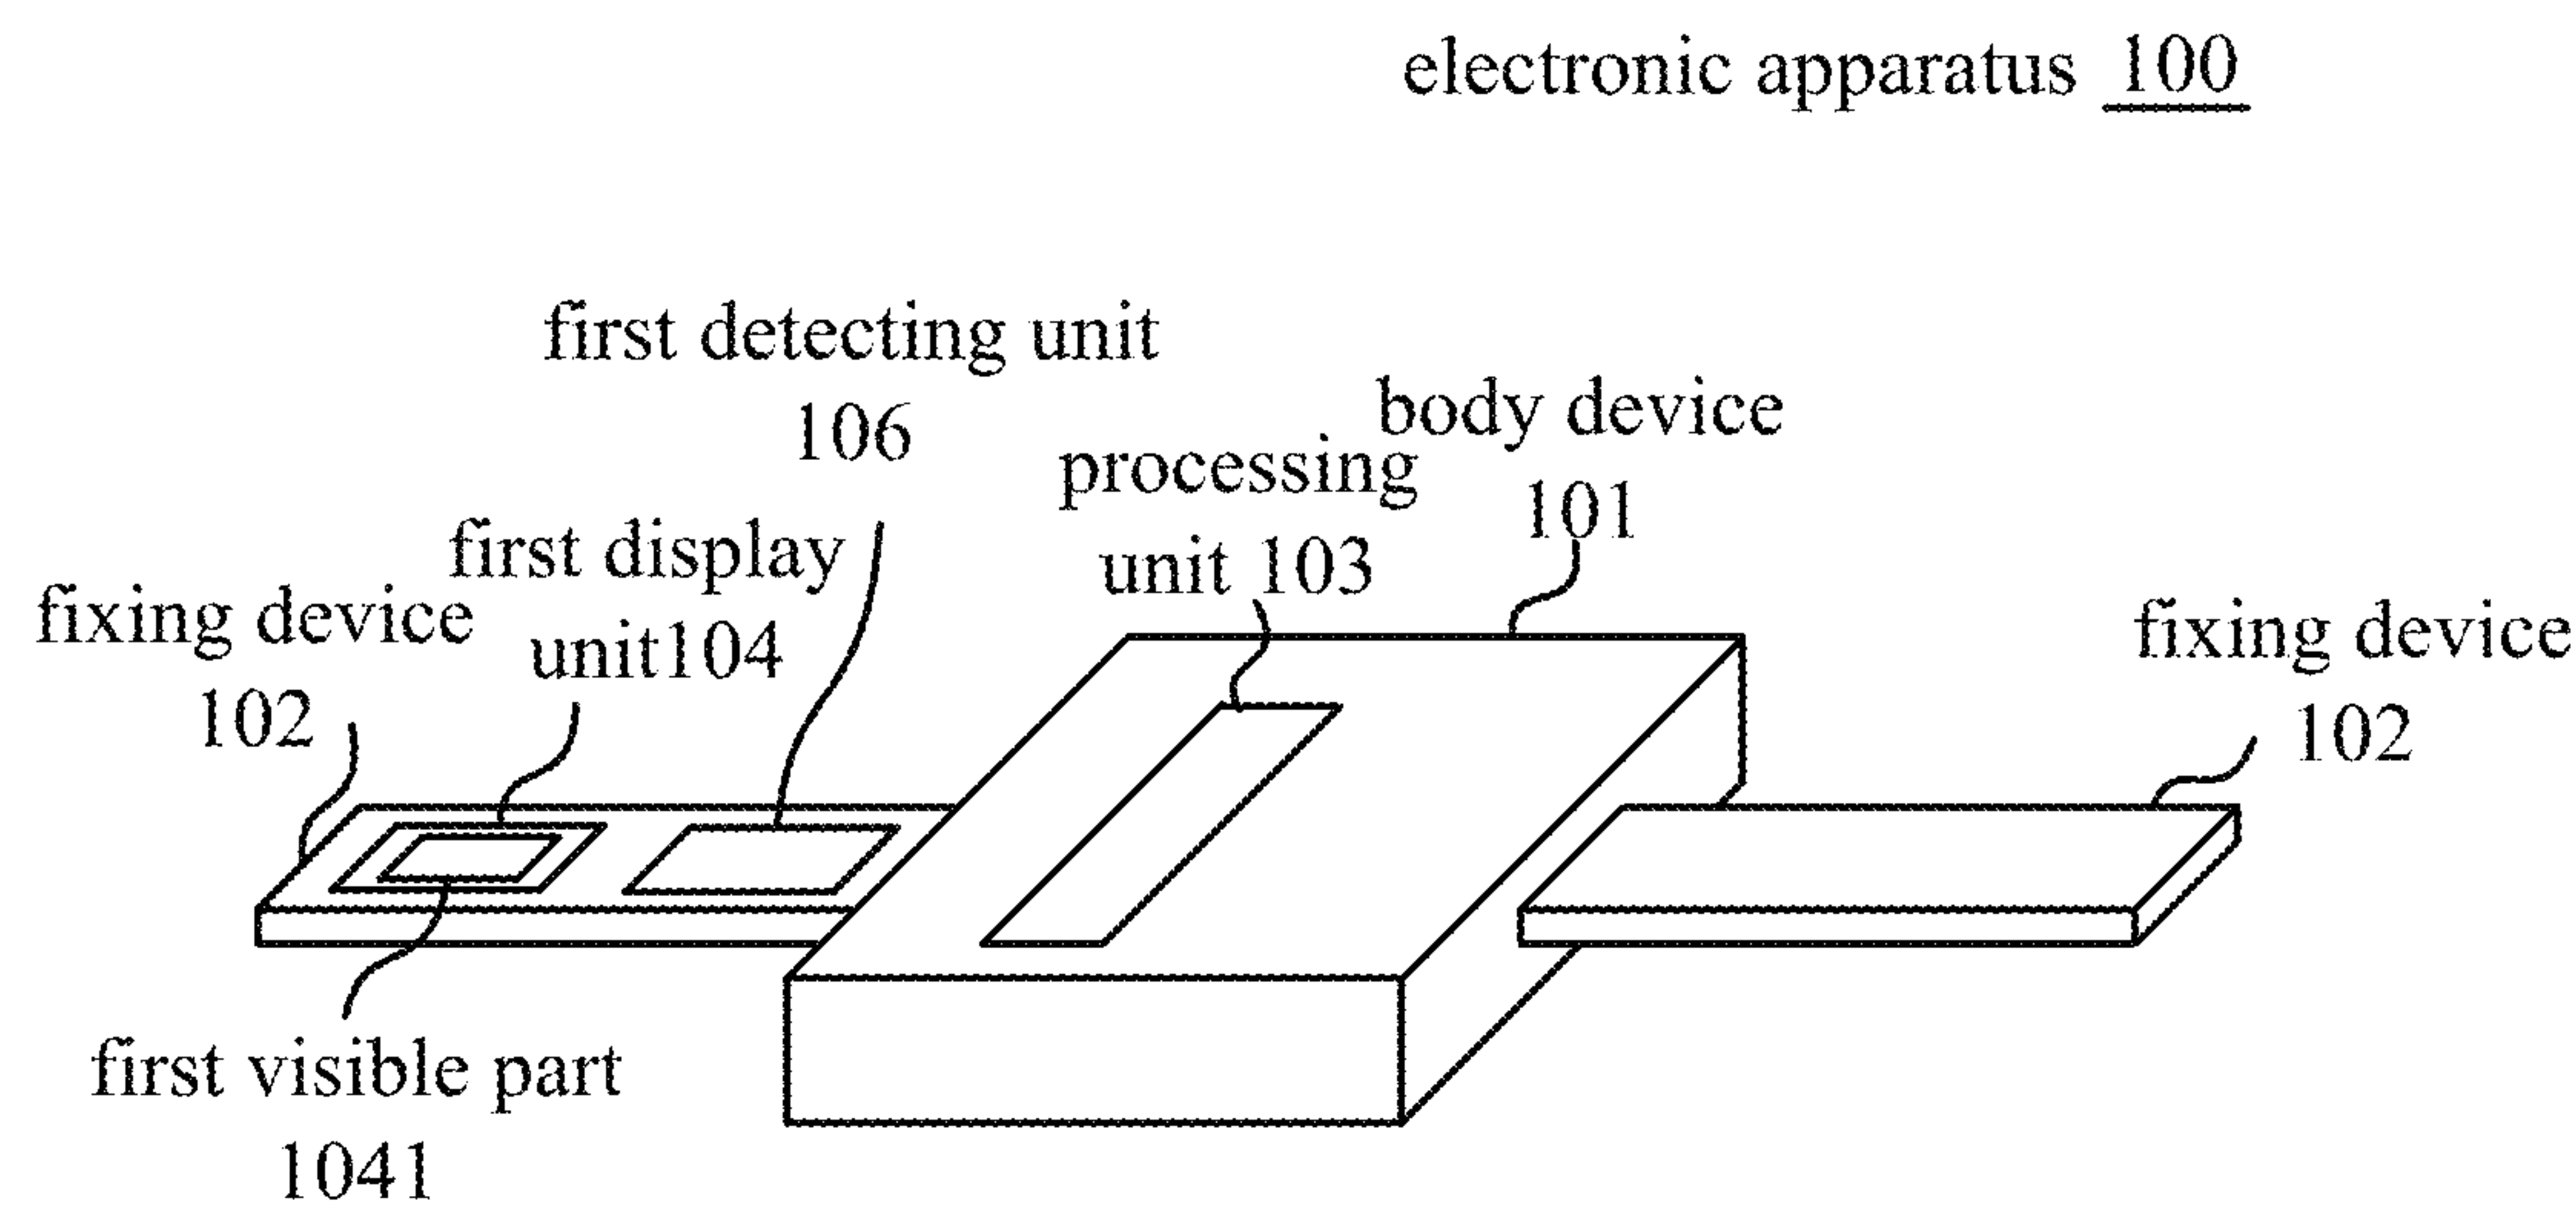 electronic apparatus 100
first detecting unit
106
body device
101
processing
unit 103
first display
unit104
fixing device
102
fixing device
102
first visible part
1041